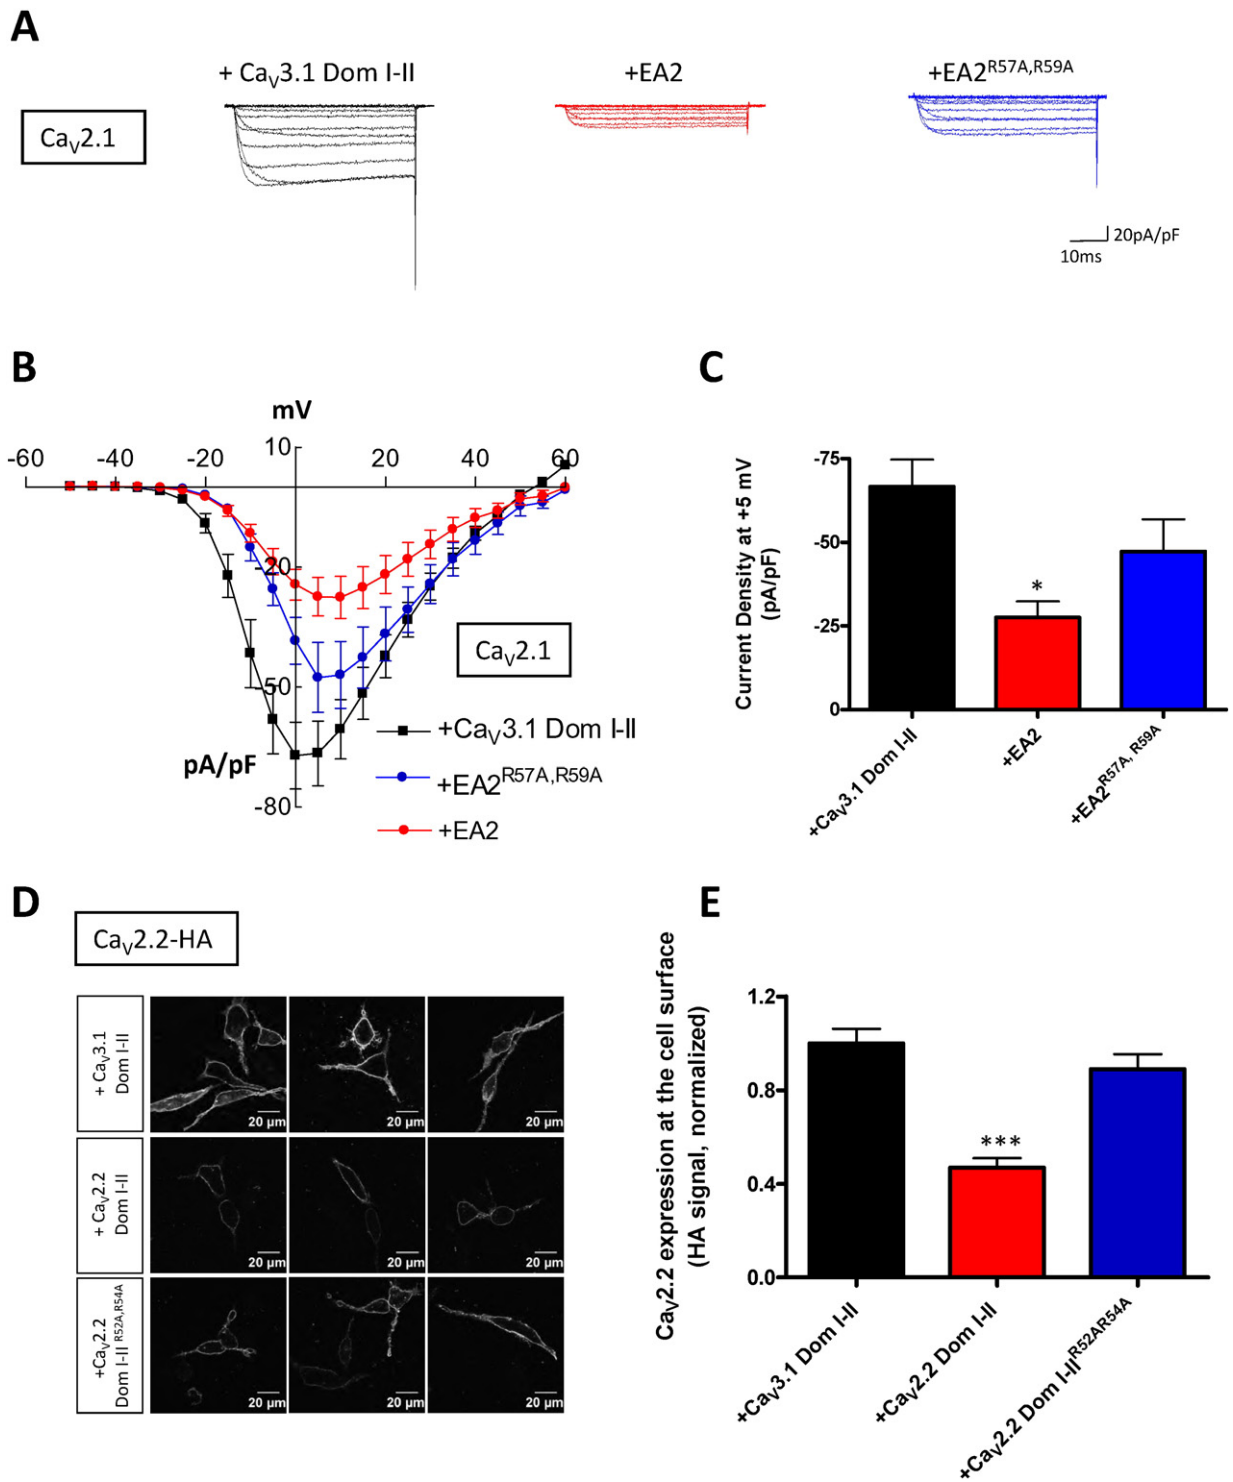 A
+ CaV3.1 Dom I-II
+EA2
+EA2R57A,R59A
CaV2.1
20pA/pF
10ms
B
mV
10
-60
-40
-20
20
40
60
-20
-50
-80
pA/pF
CaV2.1
+CaV3.1 Dom I-II
+EA2R57A,R59A
+EA2
C
Current Density at +5 mV
(pA/pF)
-75
-50
-25
0
+CaV3.1 Dom I-II
+EA2
+EA2R57A, R59A
*
D
CaV2.2-HA
+ CaV3.1
Dom I-II
20 µm
20 µm
20 µm
+ CaV2.2
Dom I-II
20 µm
20 µm
20 µm
+CaV2.2
Dom I-II R52A,R54A
20 µm
20 µm
20 µm
E
CaV2.2 expression at the cell surface
(HA signal, normalized)
1.2
0.8
0.4
0.0
***
+CaV3.1 Dom I-II
+CaV2.2 Dom I-II
+CaV2.2 Dom I-IIR52AR54A